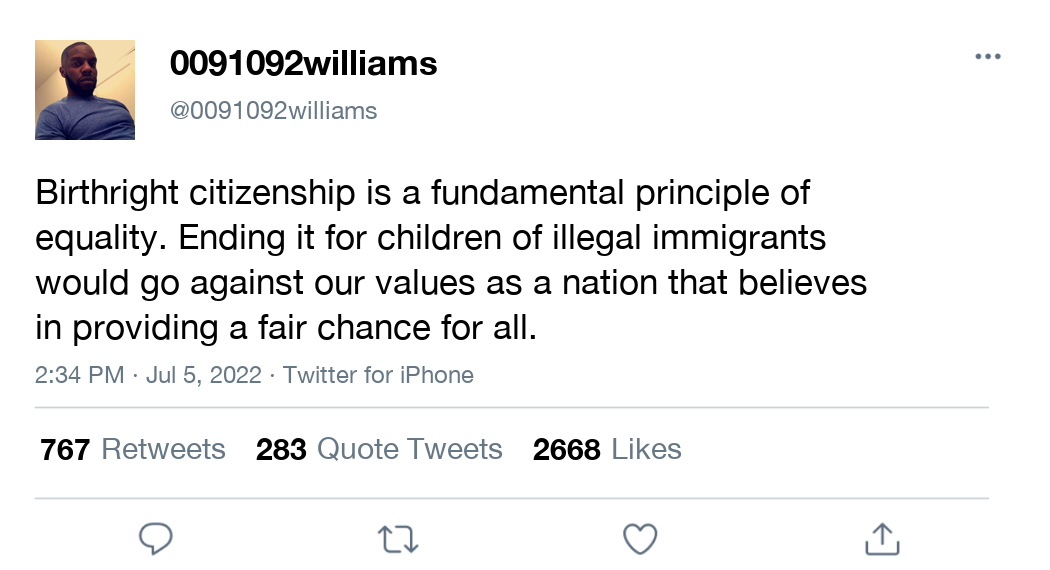 0091092williams
@0091092williams
Birthright citizenship is a fundamental principle of
equality. Ending it for children of illegal immigrants
would go against our values as a nation that believes
in providing a fair chance for all.
2:34 PM · Jul 5, 2022 · Twitter for iPhone
767 Retweets 283 Quote Tweets 2668 Likes